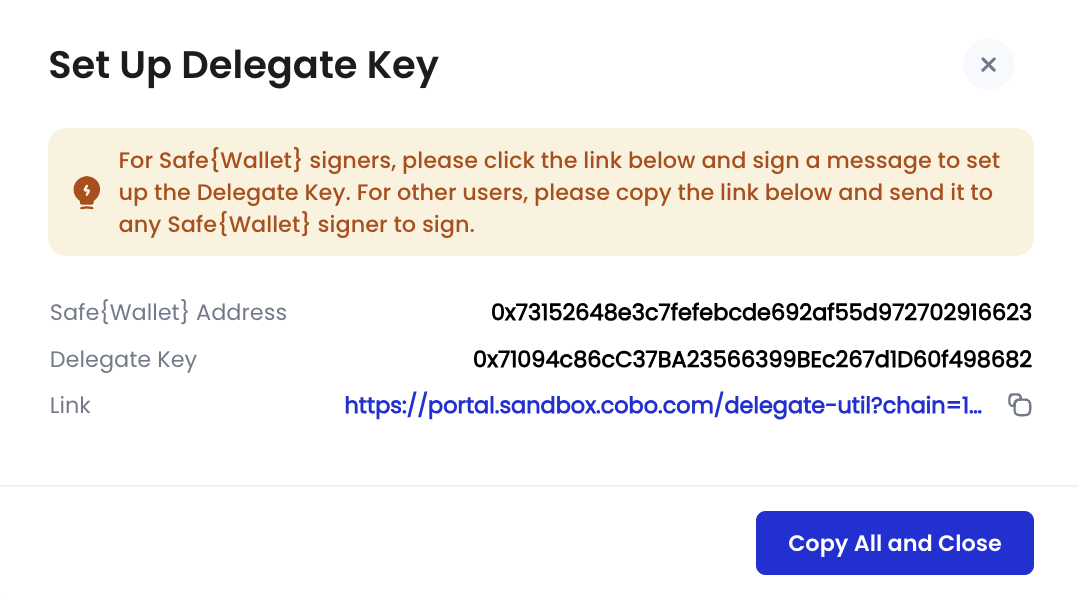 Set Up Delegate Key
For Safe{Wallet} signers, please click the link below and sign a message to set
up the Delegate Key. For other users, please copy the link below and send it to
any Safe{Wallet} signer to sign.
Safe{Wallet} Address 0x73152648e3c7fefebcde692af55d972702916623
Delegate Key 0x71094c86cC37BA23566399BEc267d1D60f498682
Link https://portal.sandbox.cobo.com/delegate-util?chain=1...
Copy All and Close